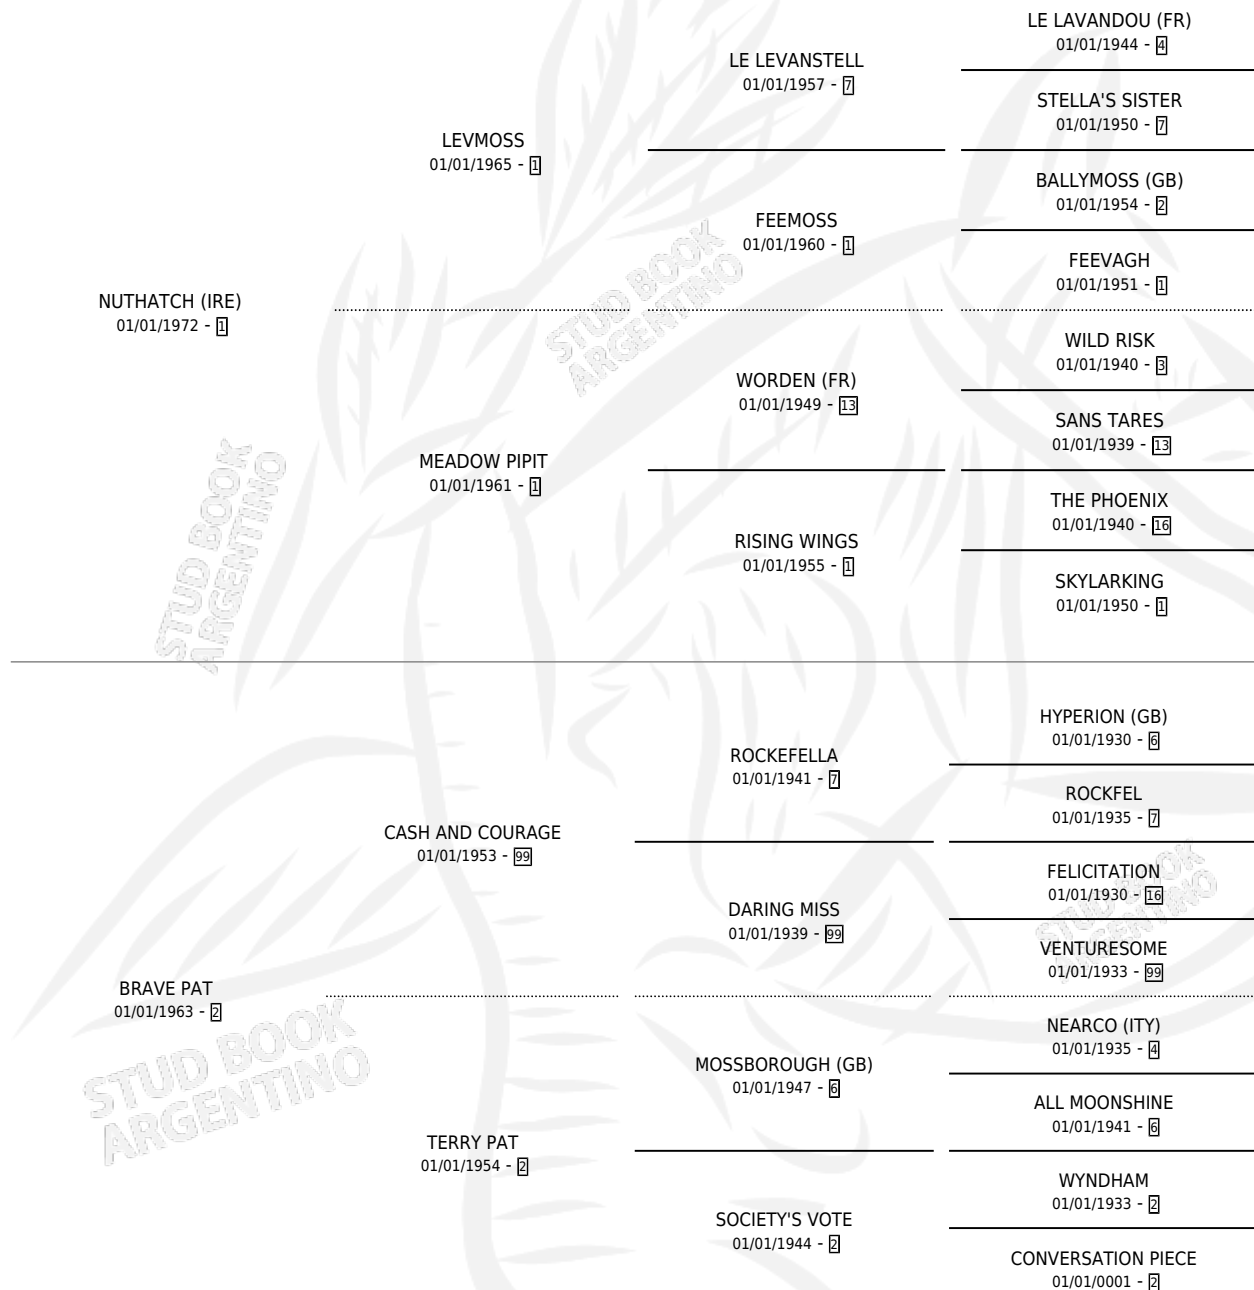 LE LAVANDOU (FR)
01/01/1944 - 4
LE LEVANSTELL
01/01/1957 - 7
STELLA'S SISTER
01/01/1950 - 7
LEVMOSS
01/01/1965 - 1
BALLYMOSS (GB)
01/01/1954 - 2
FEEMOSS
01/01/1960 - 1
FEEVAGH
01/01/1951 - 1
NUTHATCH (IRE)
01/01/1972 - 1
WILD RISK
01/01/1940 - 3
WORDEN (FR)
01/01/1949 - 13
SANS TARES
01/01/1939 - 13
MEADOW PIPIT
01/01/1961 - 1
THE PHOENIX
01/01/1940 - 16
RISING WINGS
01/01/1955 - 1
SKYLARKING
01/01/1950 - 1
HYPERION (GB)
01/01/1930 - 6
ROCKEFELLA
01/01/1941 - 7
ROCKFEL
01/01/1935 - 7
CASH AND COURAGE
01/01/1953 - 99
FELICITATION
01/01/1930 - 16
DARING MISS
01/01/1939 - 99
VENTURESOME
01/01/1933 - 99
BRAVE PAT
01/01/1963 - 2
NEARCO (ITY)
01/01/1935 - 4
MOSSBOROUGH (GB)
01/01/1947 - 6
ALL MOONSHINE
01/01/1941 - 6
TERRY PAT
01/01/1954 - 2
WYNDHAM
01/01/1933 - 2
SOCIETY'S VOTE
01/01/1944 - 2
CONVERSATION PIECE
01/01/0001 - 2
STUD BOOK
ARGENTINO
STUD BOOK
ARGENTINO
STUD BOOK
ARGENTINO
STUD BOOK
ARGENTINO